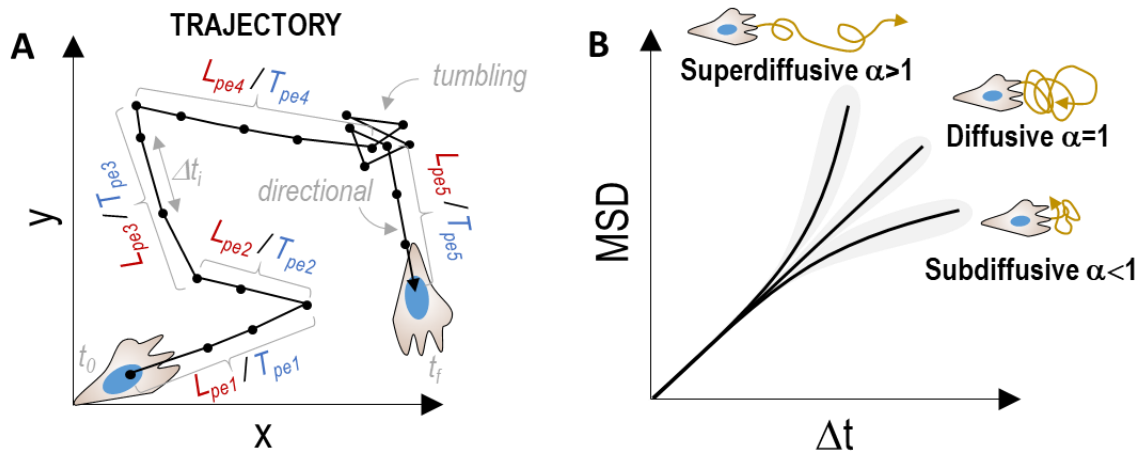 A
TRAJECTORY
Lpe4 / Tpe4
tumbling
Δti
directional
Lpe3 / Tpe3
Lpe5 / Tpe5
Lpe2 / Tpe2
t0
Lpe1 / Tpe1
tf
y
x
B
Superdiffusive α>1
Diffusive α=1
Subdiffusive α<1
MSD
Δt